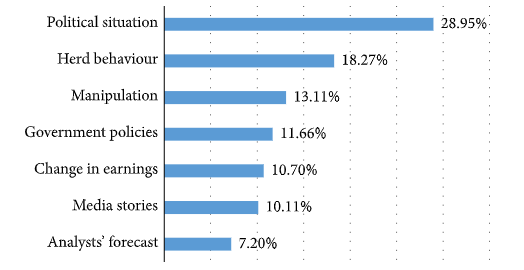 Political situation 28.95%
Herd behaviour 18.27%
Manipulation 13.11%
Government policies 11.66%
Change in earnings 10.70%
Media stories 10.11%
Analysts’ forecast 7.20%